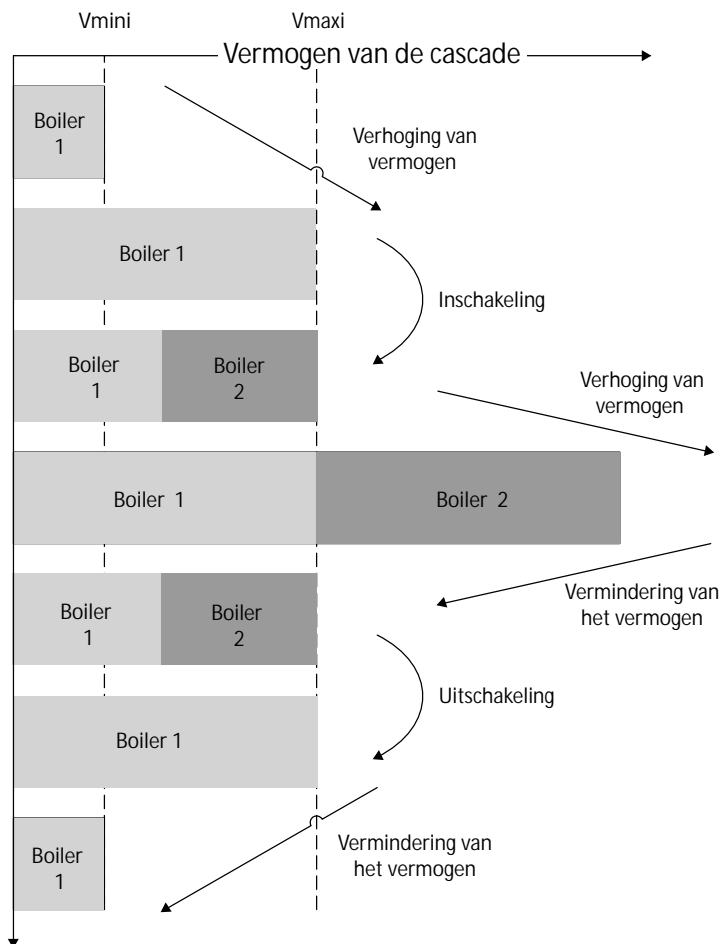 Vmini
Vmaxi
Vermogen van de cascade
Boiler
1
Verhoging van
vermogen
Boiler 1
Inschakeling
Boiler
1
Boiler
2
Verhoging van
vermogen
Boiler 1
Boiler 2
Boiler
1
Boiler
2
Vermindering van
het vermogen
Uitschakeling
Boiler 1
Boiler
1
Vermindering van
het vermogen